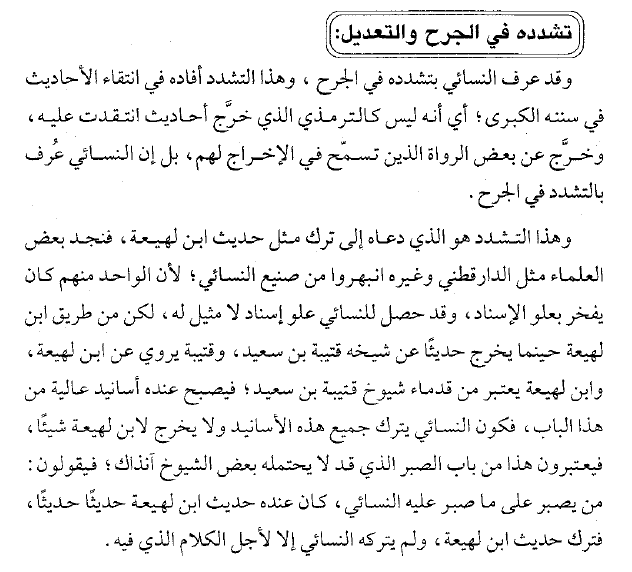 تشدده في الجرح والتعديل:
وقد عرف النسائي بتشدده في الجرح ، وهذا التشدد أفاده في انتقاء الأحاديث
في سننه الكبرى؛ أي أنه ليس كالترمذي الذي خرَّج أحاديث انتقدت عليه،
وخرَّج عن بعض الرواة الذين تسمّح في الإخراج لهم، بل إن النسائي عُرف
بالتشدد في الجرح .
وهذا التشدد هو الذي دعاه إلى ترك مثل حديث ابن لهيعة، فنجد بعض
العلماء مثل الدارقطني وغيره انبهروا من صنيع النسائي؛ لأن الواحد منهم كان
يفخر بعلو الإسناد، وقد حصل للنسائي علو إسناد لا مثيل له، لكن من طريق ابن
لهيعة حينما يخرج حديثًا عن شيخه قتيبة بن سعيد، وقتيبة يروي عن ابن لهيعة،
وابن لهيعة يعتبر من قدماء شيوخ قتيبة بن سعيد؛ فيصبح عنده أسانيد عالية من
هذا الباب، فكون النسائي يترك جميع هذه الأسانيد ولا يخرج لابن لهيعة شيئًا،
فيعتبرون هذا من باب الصبر الذي قد لا يحتمله بعض الشيوخ آنذاك؛ فيقولون:
من يصبر على ما صبر عليه النسائي، كان عنده حديث ابن لهيعة حديثًا حديثًا،
فترك حديث ابن لهيعة، ولم يتركه النسائي إلا لأجل الكلام الذي فيه.